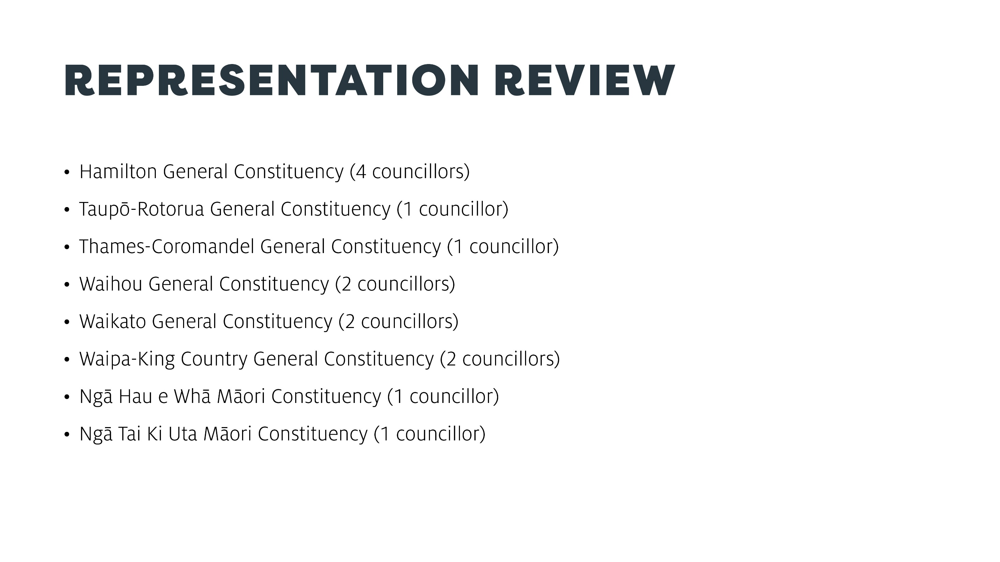 REPRESENTATION REVIEW
• Hamilton General Constituency (4 councillors)
• Taupō-Rotorua General Constituency (1 councillor)
• Thames-Coromandel General Constituency (1 councillor)
• Waihou General Constituency (2 councillors)
• Waikato General Constituency (2 councillors)
• Waipa-King Country General Constituency (2 councillors)
• Ngā Hau e Whā Māori Constituency (1 councillor)
• Ngā Tai Ki Uta Māori Constituency (1 councillor)